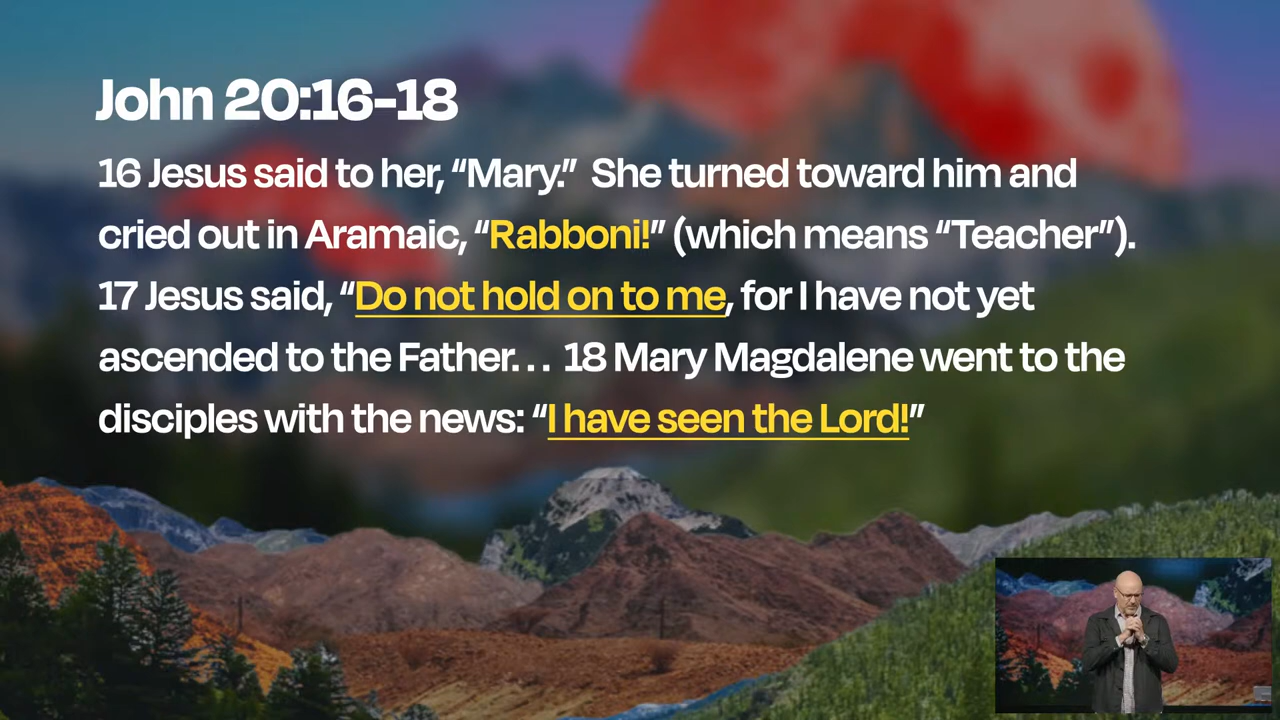 John 20:16-18
16 Jesus said to her, “Mary.” She turned toward him and
cried out in Aramaic, “Rabboni!” (which means “Teacher”).
17 Jesus said, “Do not hold on to me, for I have not yet
ascended to the Father. . . 18 Mary Magdalene went to the
disciples with the news: “I have seen the Lord!”